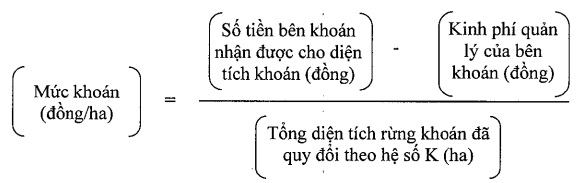 Mức khoán
(đồng/ha)
=
Số tiền bên khoán
nhận được cho diện
tích khoán (đồng)
-
Kinh phí quản
lý của bên
khoán (đồng)
Tổng diện tích rừng khoán đã
quy đổi theo hệ số K (ha)